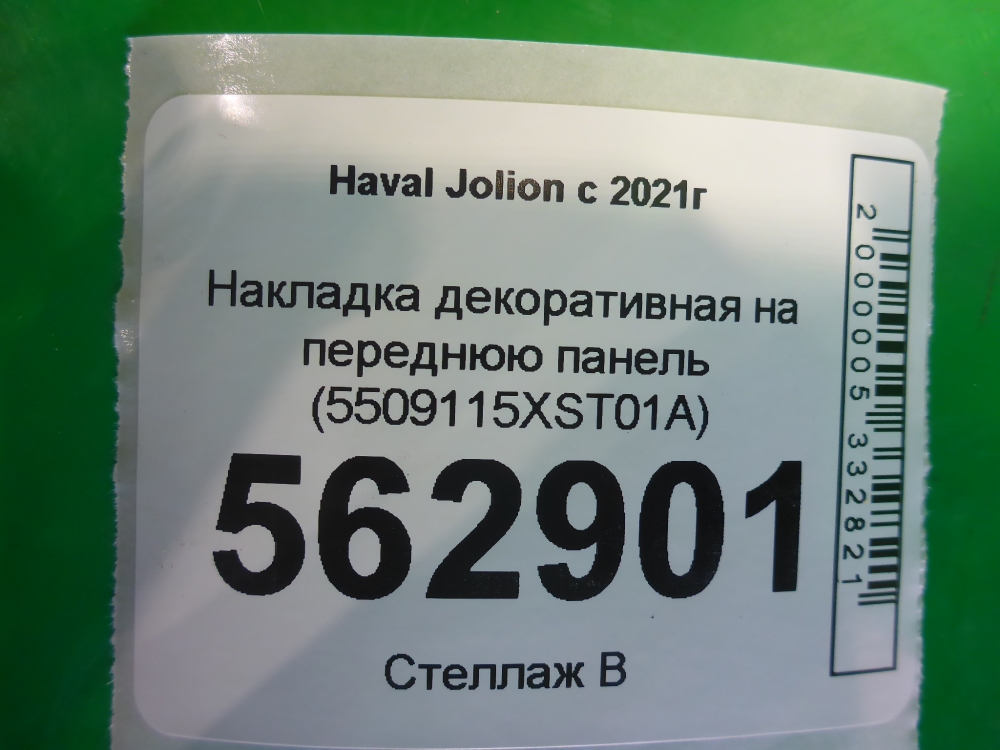 Haval Jolion с 2021г
Накладка декоративная на
переднюю панель
(5509115XST01A)
562901
Стеллаж В
2000005332821